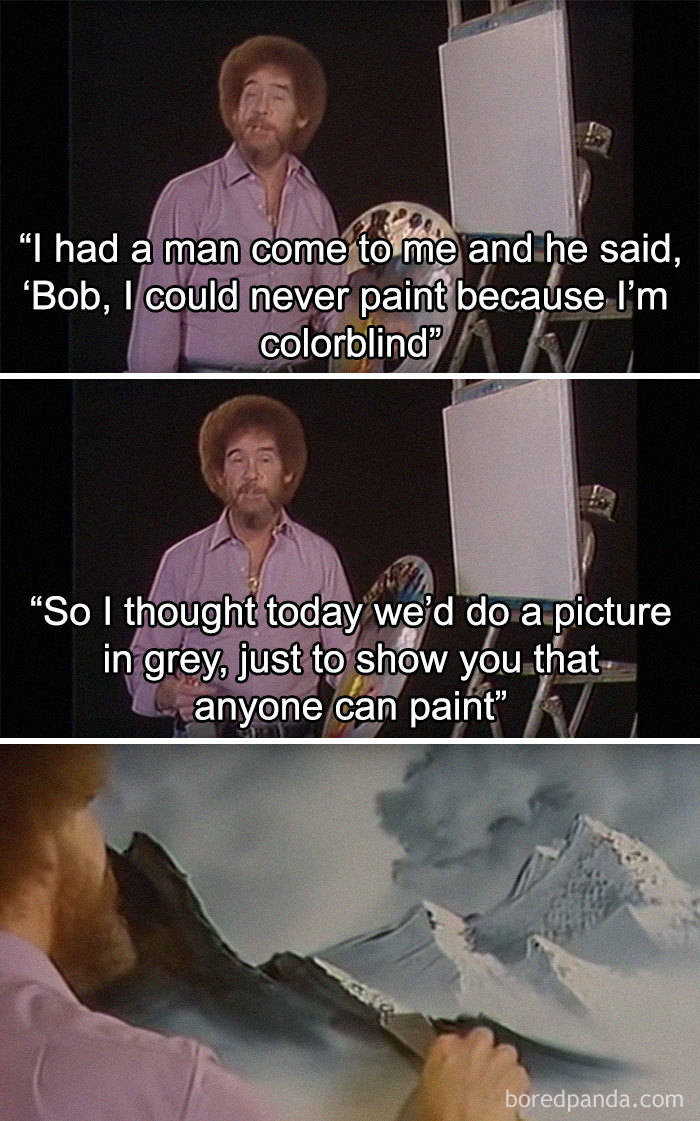 “I had a man come to me and he said,
‘Bob, I could never paint because I’m
colorblind”
“So I thought today we’d do a picture
in grey, just to show you that
anyone can paint”
boredpanda.com